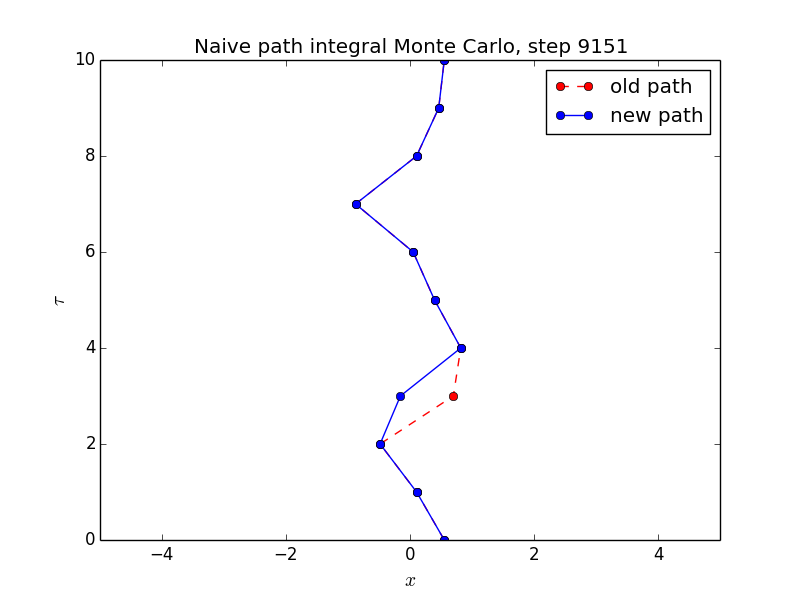 Naive path integral Monte Carlo, step 9151
old path
new path
10
8
6
4
2
0
τ
−4 −2 0 2 4
x